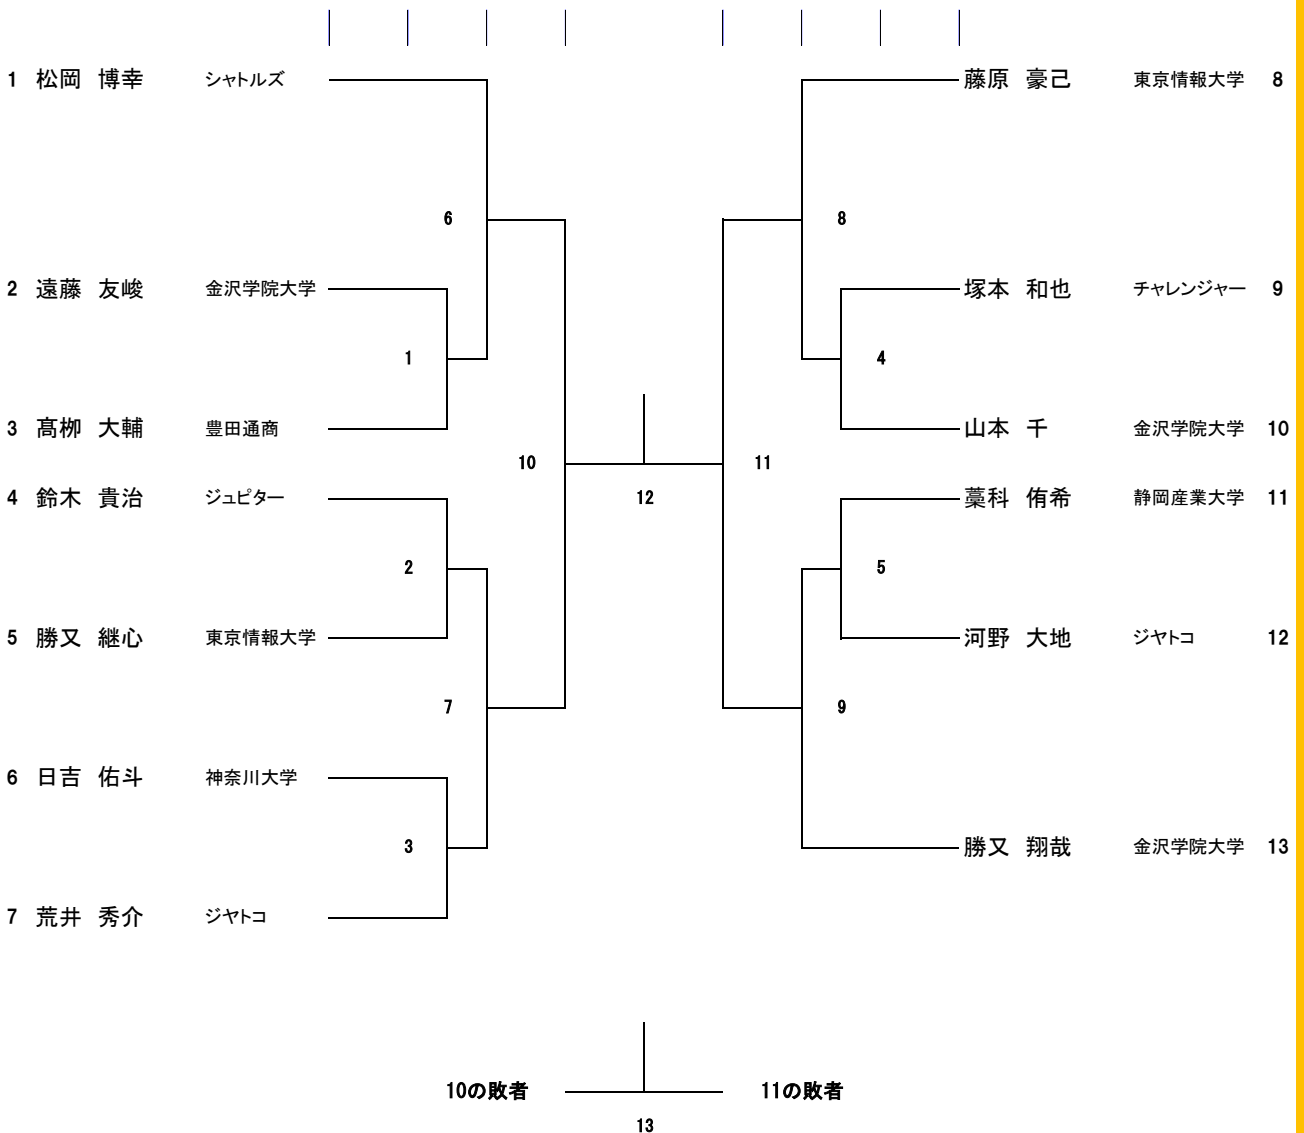 1 松岡 博幸 シャトルズ 藤原 豪己 東京情報大学 8
6 8
2 遠藤 友峻 金沢学院大学 塚本 和也 チャレンジャー 9
1 4
3 髙栁 大輔 豊田通商 山本 千 金沢学院大学 10
10 11
4 鈴木 貴治 ジュピター 12 藁科 侑希 静岡産業大学 11
2 5
5 勝又 継心 東京情報大学 河野 大地 ジヤトコ 12
7 9
6 日吉 佑斗 神奈川大学
3 勝又 翔哉 金沢学院大学 13
7 荒井 秀介 ジヤトコ
10の敗者 11の敗者
13